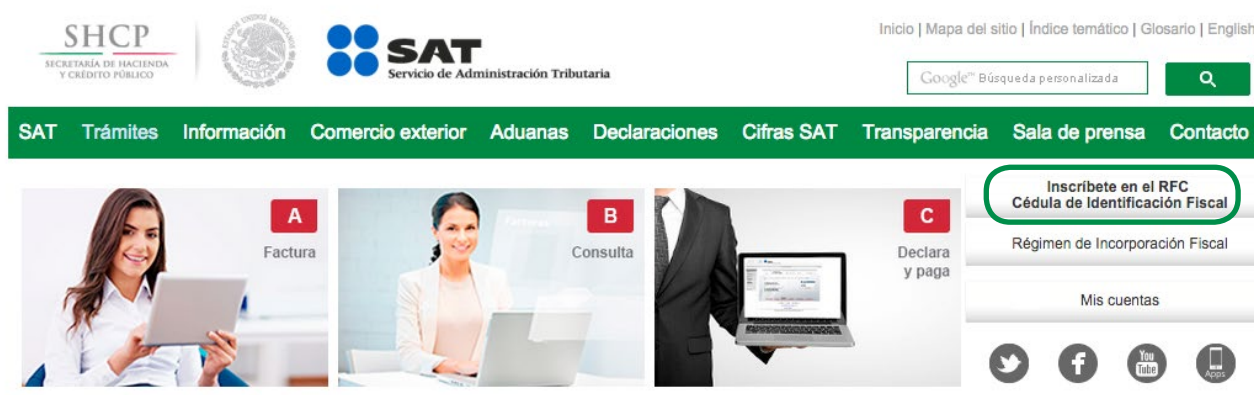 SHCP
SECRETARÍA DE HACIENDA
Y CRÉDITO PÚBLICO
SAT
Servicio de Administración Tributaria
Inicio | Mapa del sitio | Índice temático | Glosario | English
Google™ Búsqueda personalizada
SAT Trámites Información Comercio exterior Aduanas Declaraciones Cifras SAT Transparencia Sala de prensa Contacto
A
Factura
Facturas
B
Consulta
C
Declara
y paga
Inscríbete en el RFC
Cédula de Identificación Fiscal
Régimen de Incorporación Fiscal
Mis cuentas
You
Tube
Apps